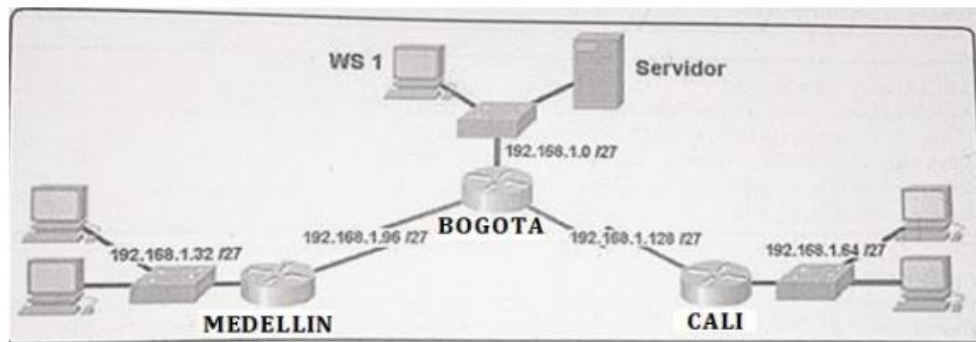 WS 1
Servidor
192.168.1.0 /27
BOGOTA
192.168.1.96 /27
192.168.1.128 /27
192.168.1.32 /27
192.168.1.64 /27
MEDELLIN
CALI